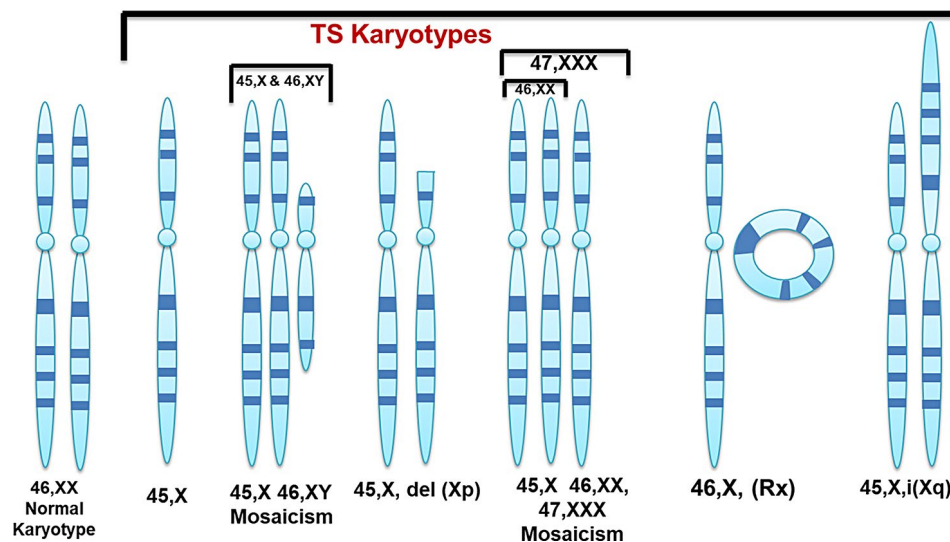 TS Karyotypes
45,X & 46,XY
47,XXX
46,XX
46,XX
Normal
Karyotype
45,X
45,X 46,XY
Mosaicism
45,X, del (Xp)
45,X 46,XX,
47,XXX
Mosaicism
46,X, (Rx)
45,X,i(Xq)